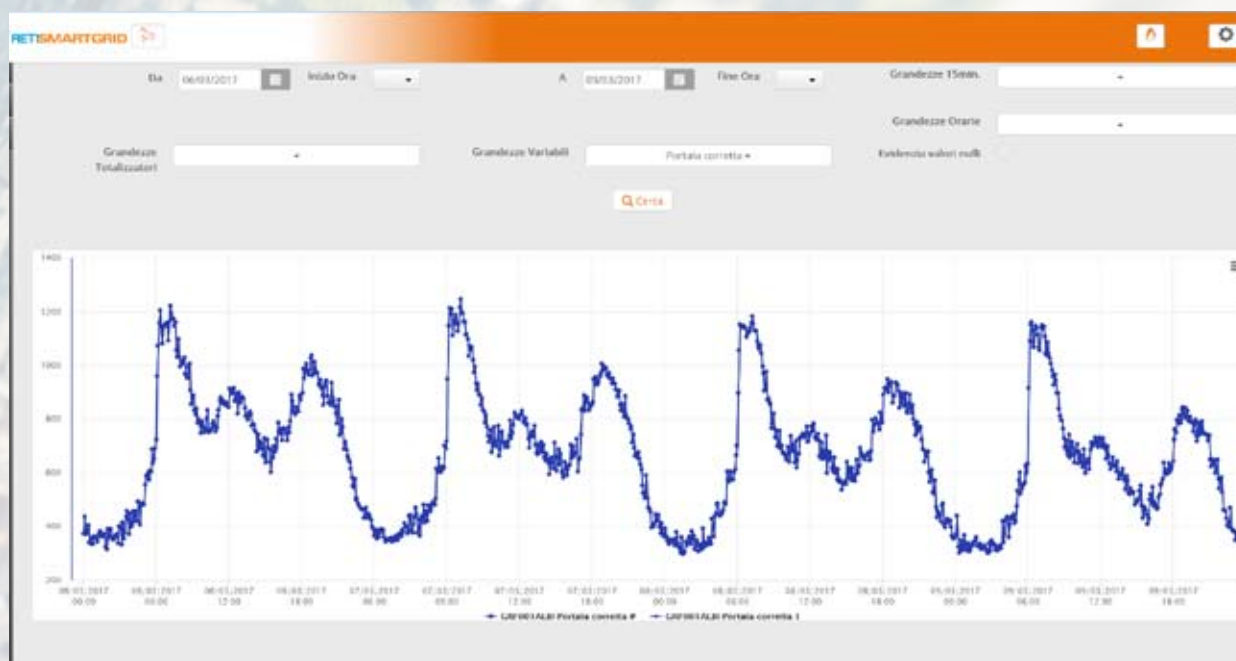 RETISMARTGRID
Da 06/03/2017 Inizio Ora A 09/03/2017 Fine Ora Grandezze 15min.
Grandezze Orarie
Grandezze Totalizzatori Grandezze Variabili Portata corretta Evidenzia valori nulli
Cerca
1400
1200
1000
800
600
400
200
06/03/2017 00:00 06/03/2017 06:00 06/03/2017 12:00 06/03/2017 18:00 07/03/2017 00:00 07/03/2017 06:00 07/03/2017 12:00 07/03/2017 18:00 08/03/2017 00:00 08/03/2017 06:00 08/03/2017 12:00 08/03/2017 18:00 09/03/2017 00:00 09/03/2017 06:00 09/03/2017 12:00 09/03/2017 18:00
Portata corretta Portata corretta